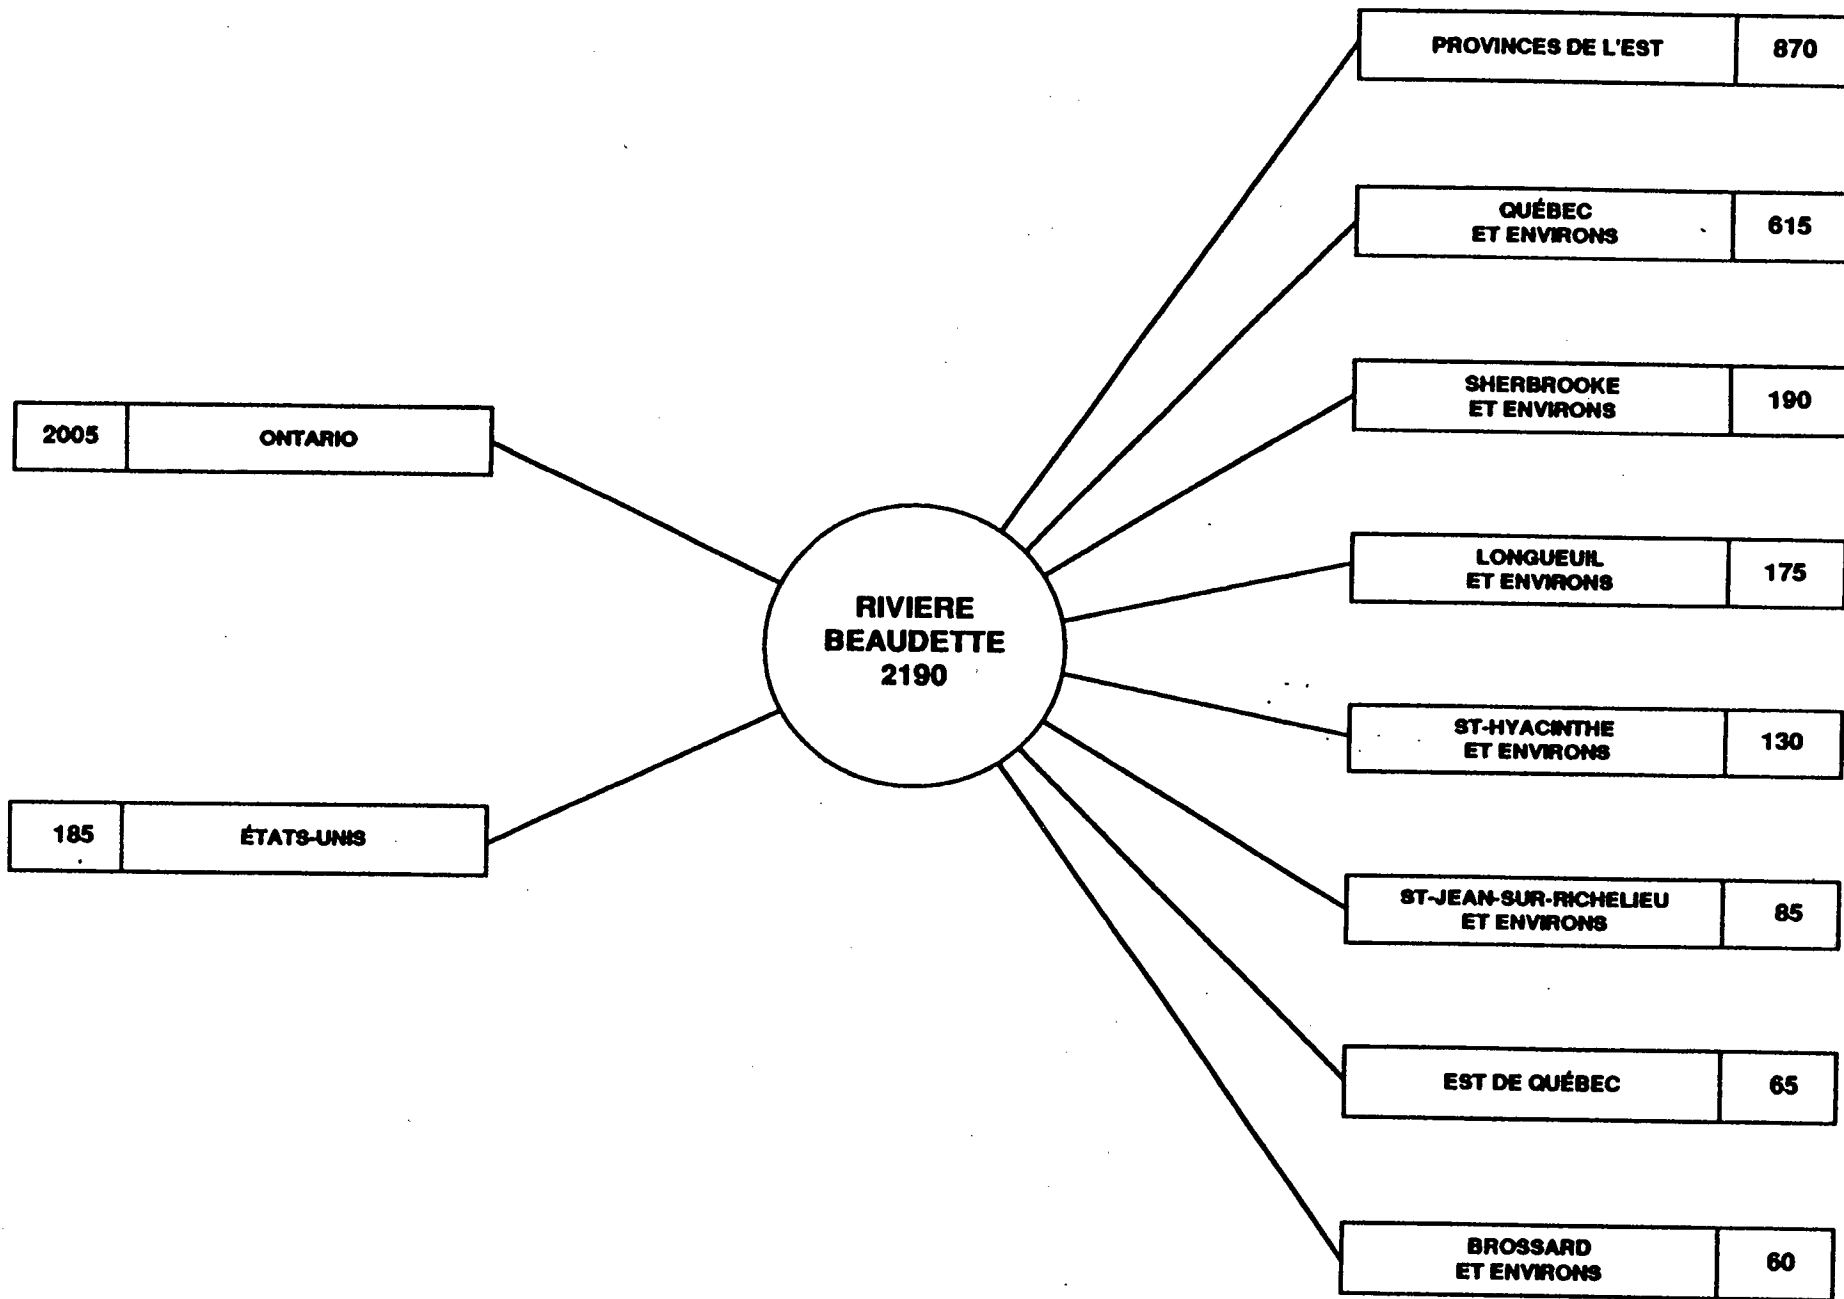 PROVINCES DE L'EST 870
QUÉBEC
ET ENVIRONS
615
SHERBROOKE
ET ENVIRONS
190
2005 ONTARIO
LONGUEUIL
ET ENVIRONS
175
RIVIERE
BEAUDETTE
2190
ST-HYACINTHE
ET ENVIRONS
130
185 ÉTATS-UNIS
ST-JEAN-SUR-RICHELIEU
ET ENVIRONS
85
EST DE QUÉBEC 65
BROSSARD
ET ENVIRONS
60